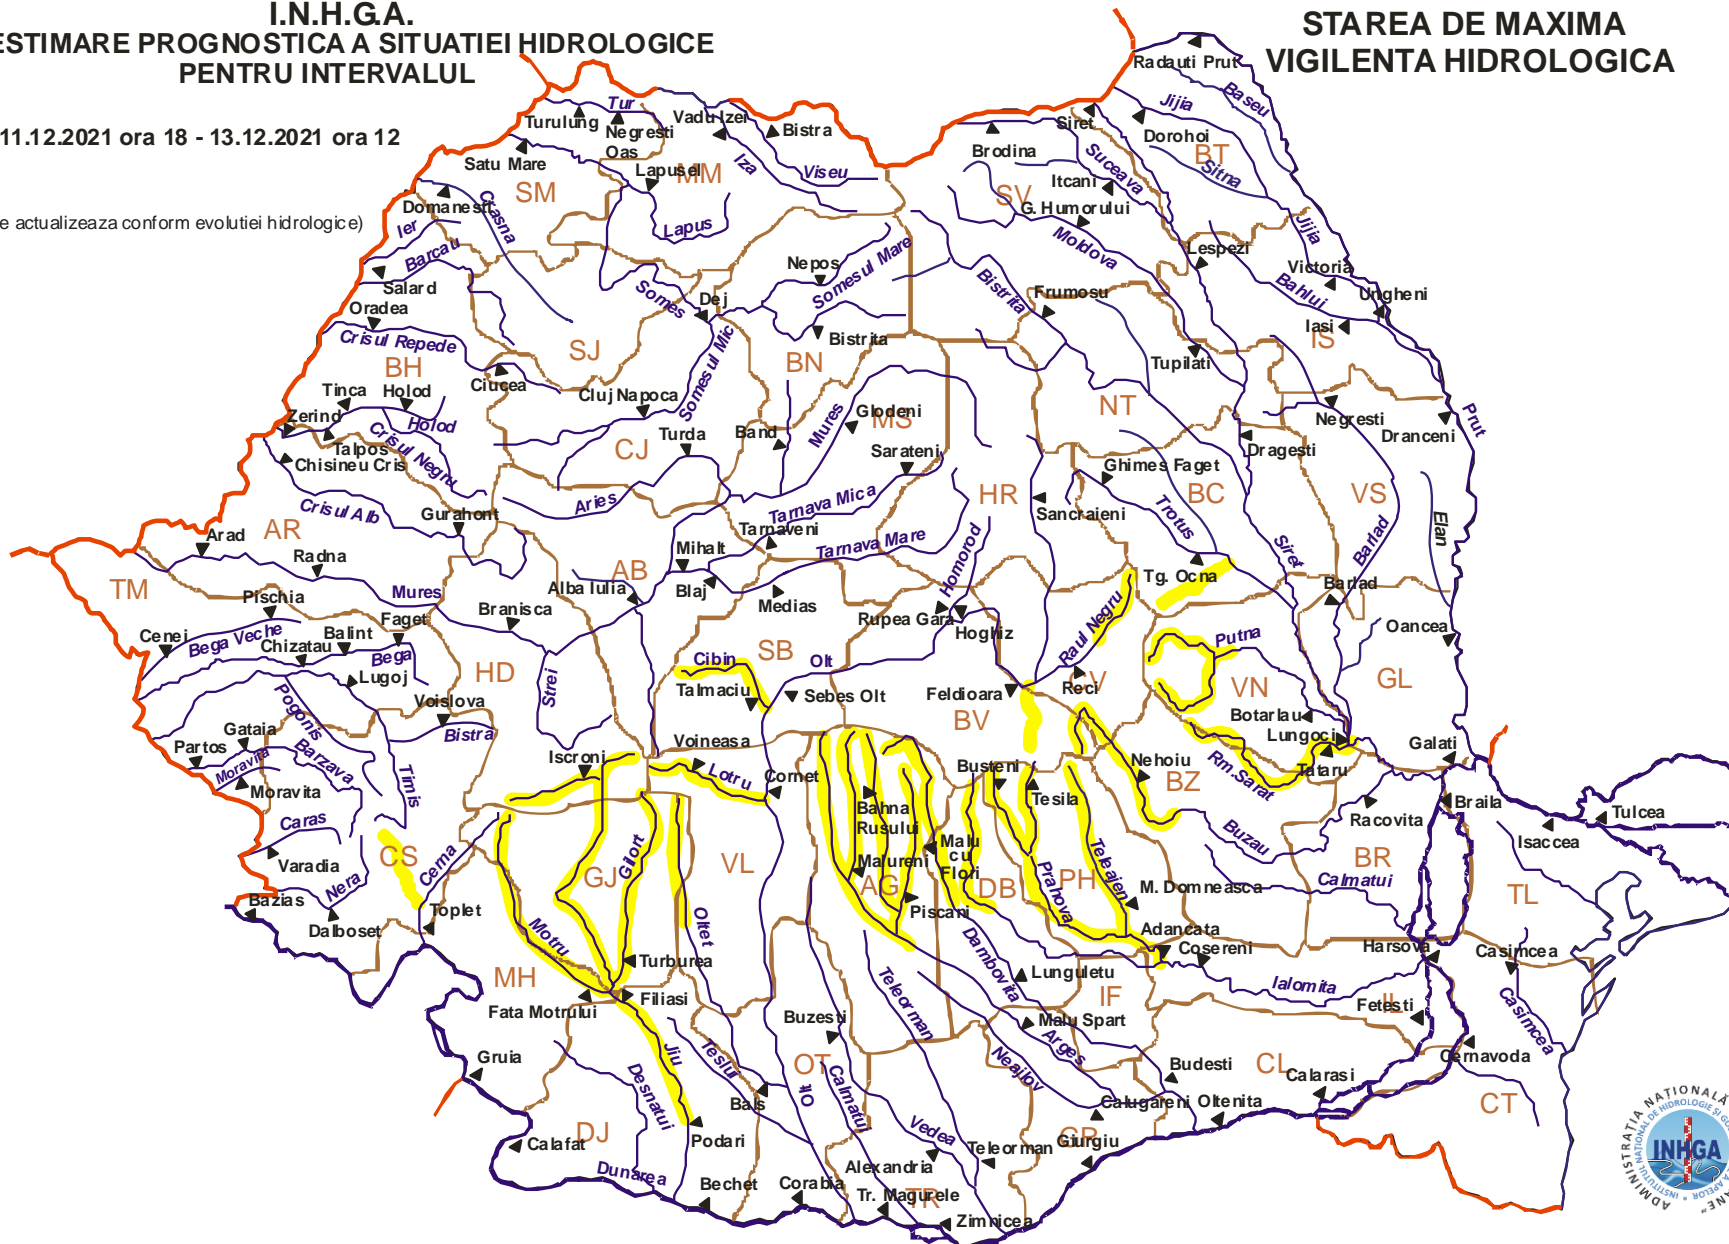 I.N.H.G.A.
ESTIMARE PROGNOSTICA A SITUATIEI HIDROLOGICE
PENTRU INTERVALUL
11.12.2021 ora 18 - 13.12.2021 ora 12
e actualizeaza conform evolutiei hidrologice)
STAREA DE MAXIMA
VIGILENTA HIDROLOGICA
Radauti Prut
Baseu
Jijia
Tur
Turulung
Negresti
Oas
Vadu Izei
Bistra
Siret
Dorohoi
BT
Satu Mare
Lapusel
MM
Iza
Viseu
Brodina
Suceava
Sitna
SM
Domanesti
Crasna
Itcani
SV
G. Humorului
Ier
Lapus
Moldova
Jijia
Barcau
Salard
Nepos
Somesul Mare
Lespezi
Victoria
Bahlui
Ungheni
Somes
Dej
Bistrita
Frumosu
Iasi
IS
Oradea
Crisul Repede
BH
SJ
Somesul Mic
BN
Bistrita
Tupilati
Ciucea
Tinca
Holod
Cluj Napoca
Mures
Glodeni
MS
NT
Negresti
Prut
Dranceni
Zerind
Holod
Talpos
Crisul Negru
Chisineu Cris
CJ
Turda
Band
Sarateni
Dragesti
Ghimes Faget
BC
VS
Crisul Alb
Aries
Tarnava Mica
HR
Sancraieni
Trotus
Elan
Gurahont
AR
Arad
Radna
Tarnaveni
Tarnava Mare
Homorod
Siret
Barlad
Mihalt
AB
TM
Alba Iulia
Blaj
Medias
Tg. Ocna
Barlad
Pischia
Mures
Branisca
Faget
Rupea Gara
Hoghiz
Raul Negru
Oancea
Cenei
Bega Veche
Balint
Chizatau
Bega
SB
Cibin
Olt
Putna
Lugoj
HD
Strei
Talmaciu
Sebes Olt
Feldioara
Reci
CV
VN
GL
Pogonis
Voislova
BV
Botarlau
Lungoci
Gataia
Bistra
Voineasa
Galati
Partos
Moravita
Barzava
Timis
Iscroni
Lotru
Cornet
Busteni
Nehoiu
BZ
Rm.Sarat
Tataru
Moravita
Tesila
Bahna
Rusului
Braila
Tulcea
Racovita
Isaccea
Caras
Varadia
CS
Cerna
Nera
GJ
Gilort
VL
Malu
cu
Flori
Malureni
AG
DB
Prahova
PH
Teleajen
Buzau
BR
Calmatui
TL
M. Domneasca
Bazias
Dalboset
Toplet
Motru
Oltet
Piscani
Adancata
Cosereni
Harsova
Casimcea
Turburea
Dambovita
Lunguletu
IF
Ialomita
IL
Fetesti
MH
Fata Motrului
Filiasi
Teleorman
Casimcea
Buzesti
Malu Spart
Gruia
Jiu
Teslui
OT
Arges
Neajlov
Cernavoda
Desnatui
Bals
Olt
Calmatui
Budesti
CL
Calarasi
Calugareni
Oltenita
CT
Podari
Vedea
Calafat
DJ
Teleorman
Giurgiu
GR
Alexandria
Dunarea
Bechet
Corabia
Tr. Magurele
TR
Zimnicea
INHGA